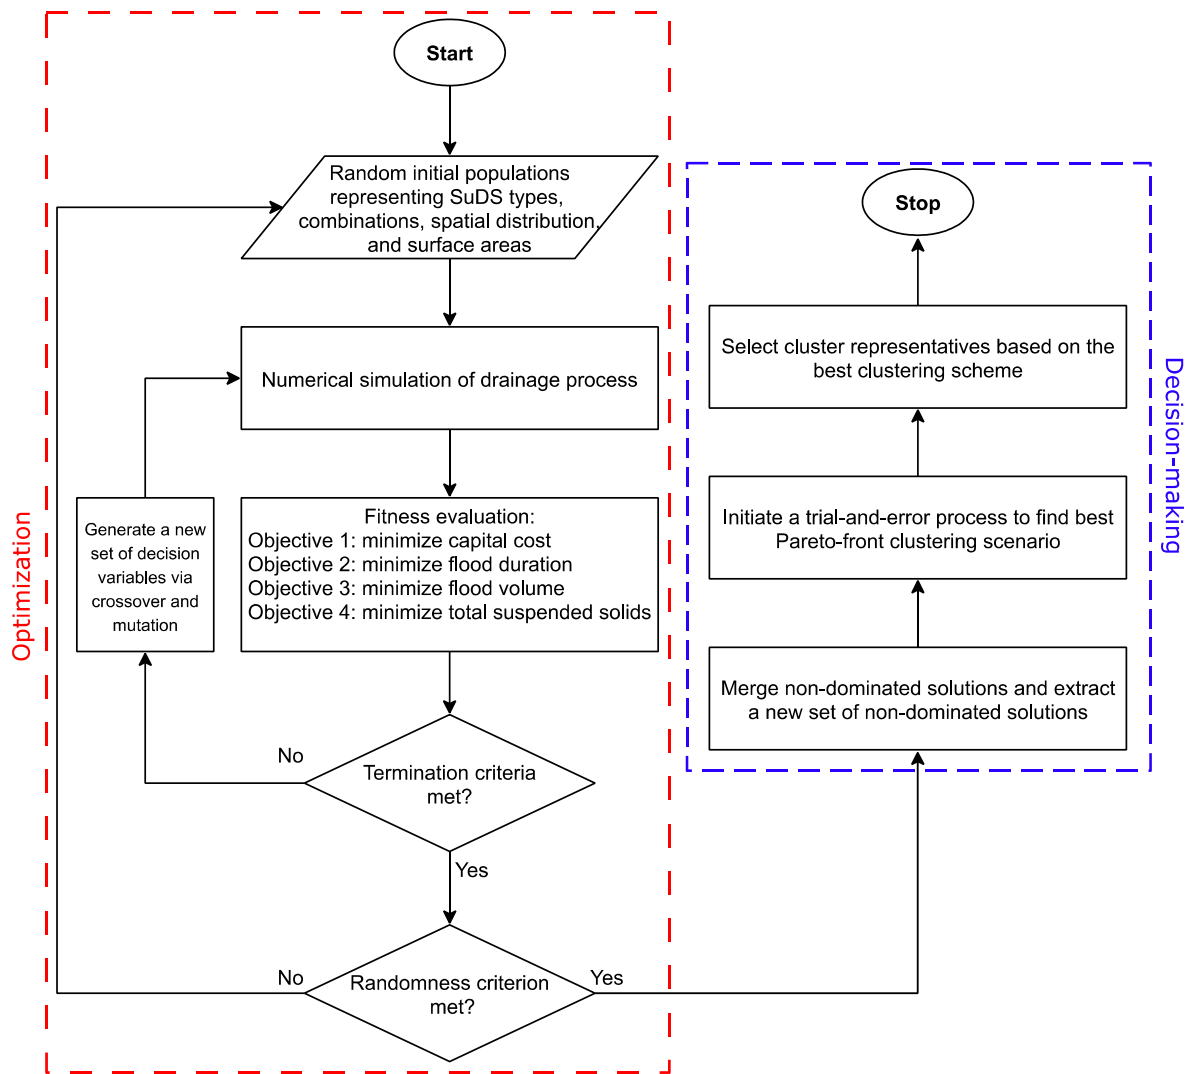 Start
Random initial populations
representing SuDS types,
combinations, spatial distribution,
and surface areas
Numerical simulation of drainage process
Generate a new
set of decision
variables via
crossover and
mutation
Fitness evaluation:
Objective 1: minimize capital cost
Objective 2: minimize flood duration
Objective 3: minimize flood volume
Objective 4: minimize total suspended solids
No
Termination criteria
met?
Yes
No
Randomness criterion
met?
Yes
Optimization
Stop
Select cluster representatives based on the
best clustering scheme
Initiate a trial-and-error process to find best
Pareto-front clustering scenario
Merge non-dominated solutions and extract
a new set of non-dominated solutions
Decision-making